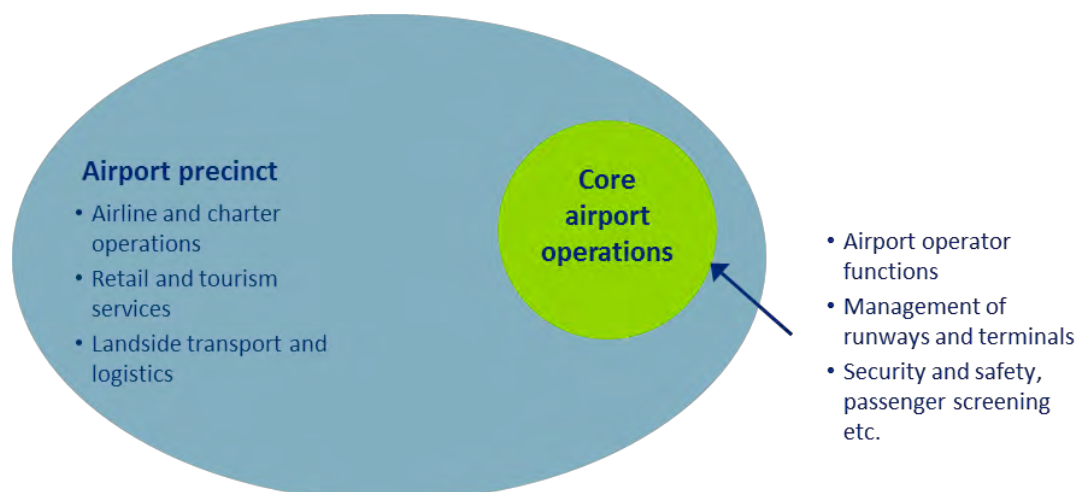 Airport precinct
• Airline and charter
operations
• Retail and tourism
services
• Landside transport and
logistics
Core
airport
operations
• Airport operator
functions
• Management of
runways and terminals
• Security and safety,
passenger screening
etc.